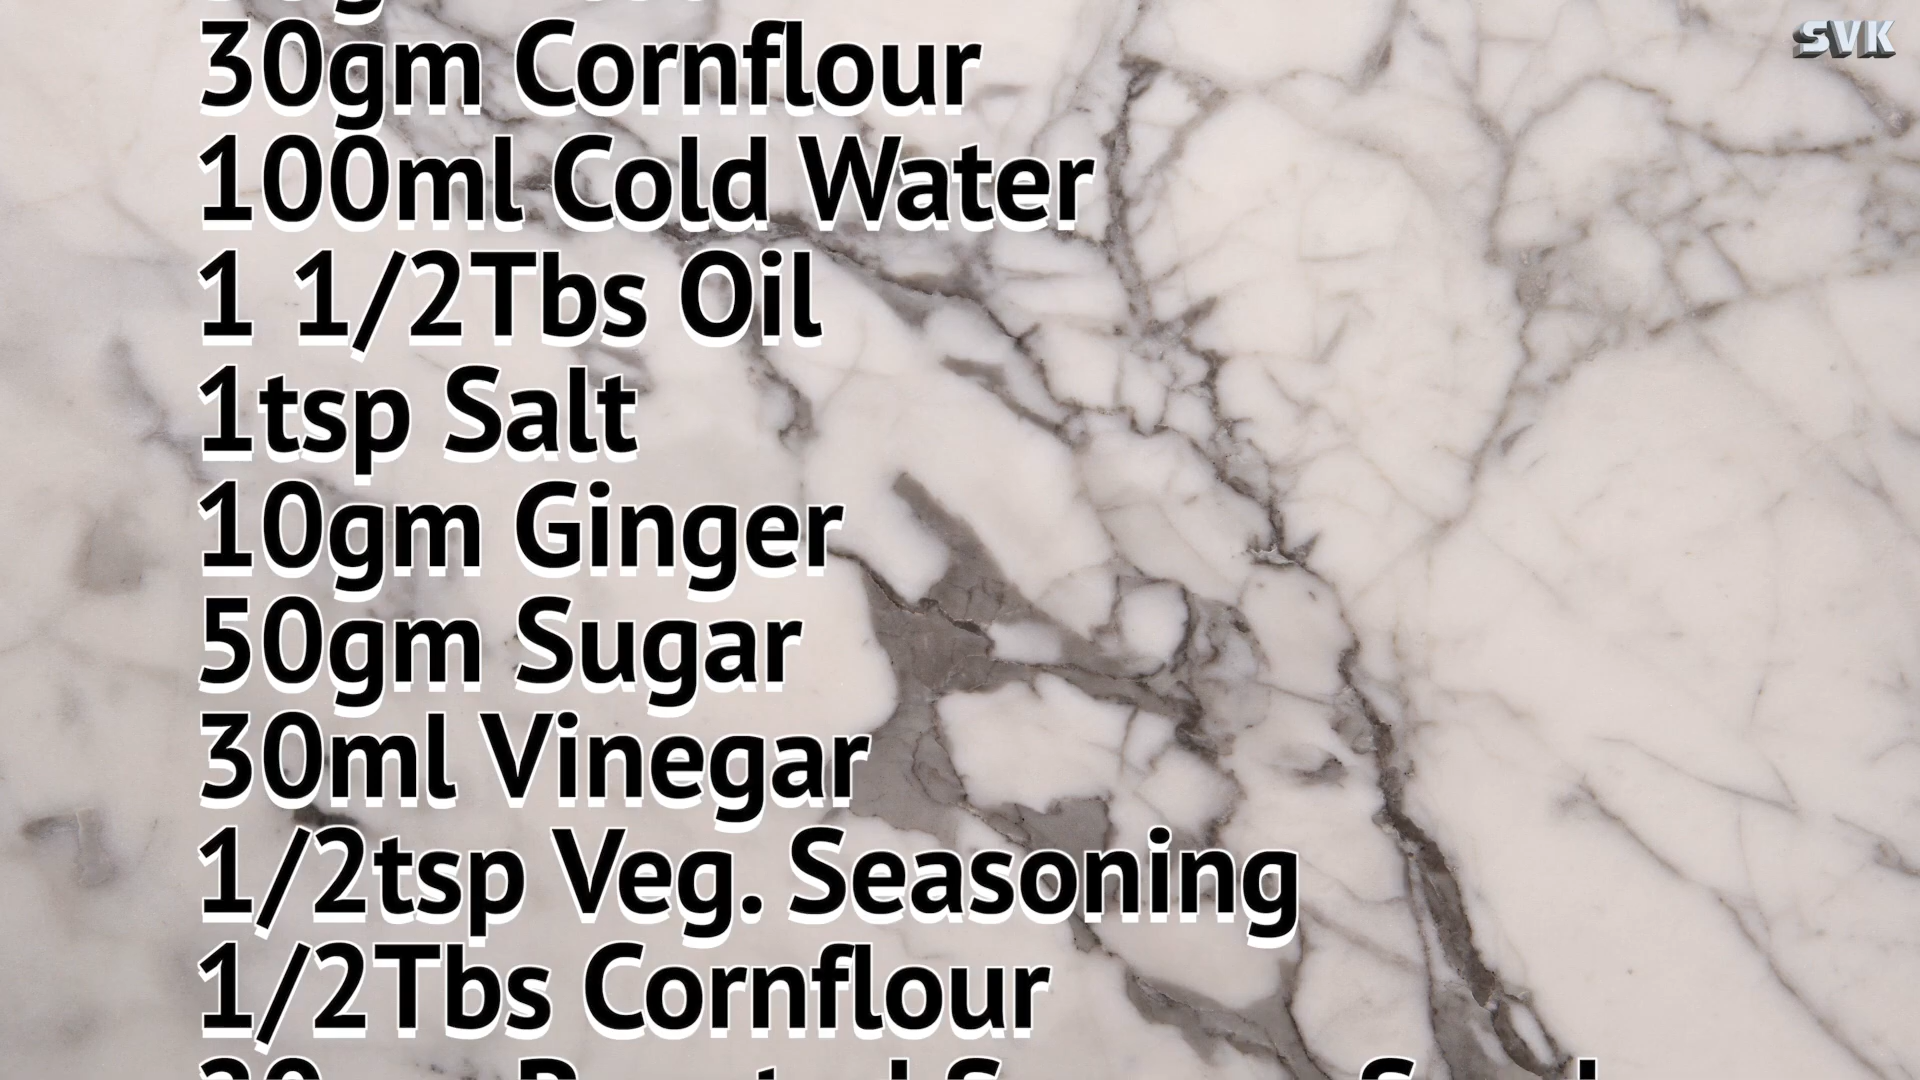 SVK
30gm Cornflour
100ml Cold Water
1 1/2Tbs Oil
1tsp Salt
10gm Ginger
50gm Sugar
30ml Vinegar
1/2tsp Veg. Seasoning
1/2Tbs Cornflour